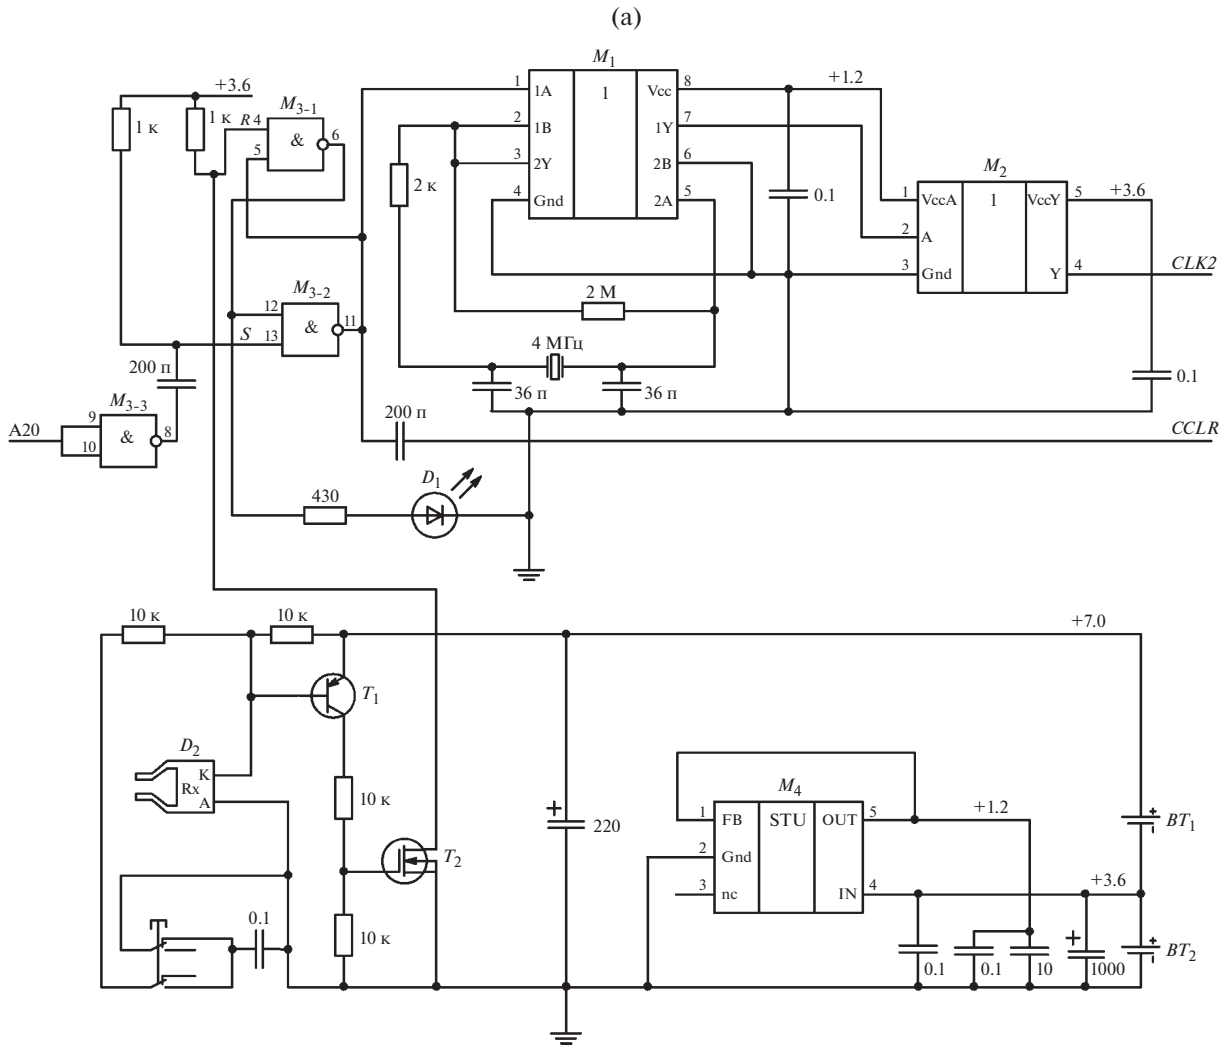 (a)
M1
+3.6
+1.2
1 к
1 к
R 4
M3-1
6
&
5
1
1A
1
Vcc
8
2
1B
1Y
7
3
2Y
2B
6
4
Gnd
2A
5
2 к
0.1
M2
1
VccA
1
VccY
5
+3.6
2
A
3
Gnd
Y
4
CLK2
M3-2
12
&
11
S
13
2 М
4 МГц
36 п
36 п
0.1
200 п
M3-3
A20
9
&
8
10
200 п
CCLR
430
D1
10 к
10 к
+7.0
T1
D2
K
Rx
A
10 к
T2
10 к
0.1
220
M4
1
FB
STU
OUT
5
+1.2
2
Gnd
3
nc
IN
4
+3.6
BT1
BT2
0.1
0.1
10
1000